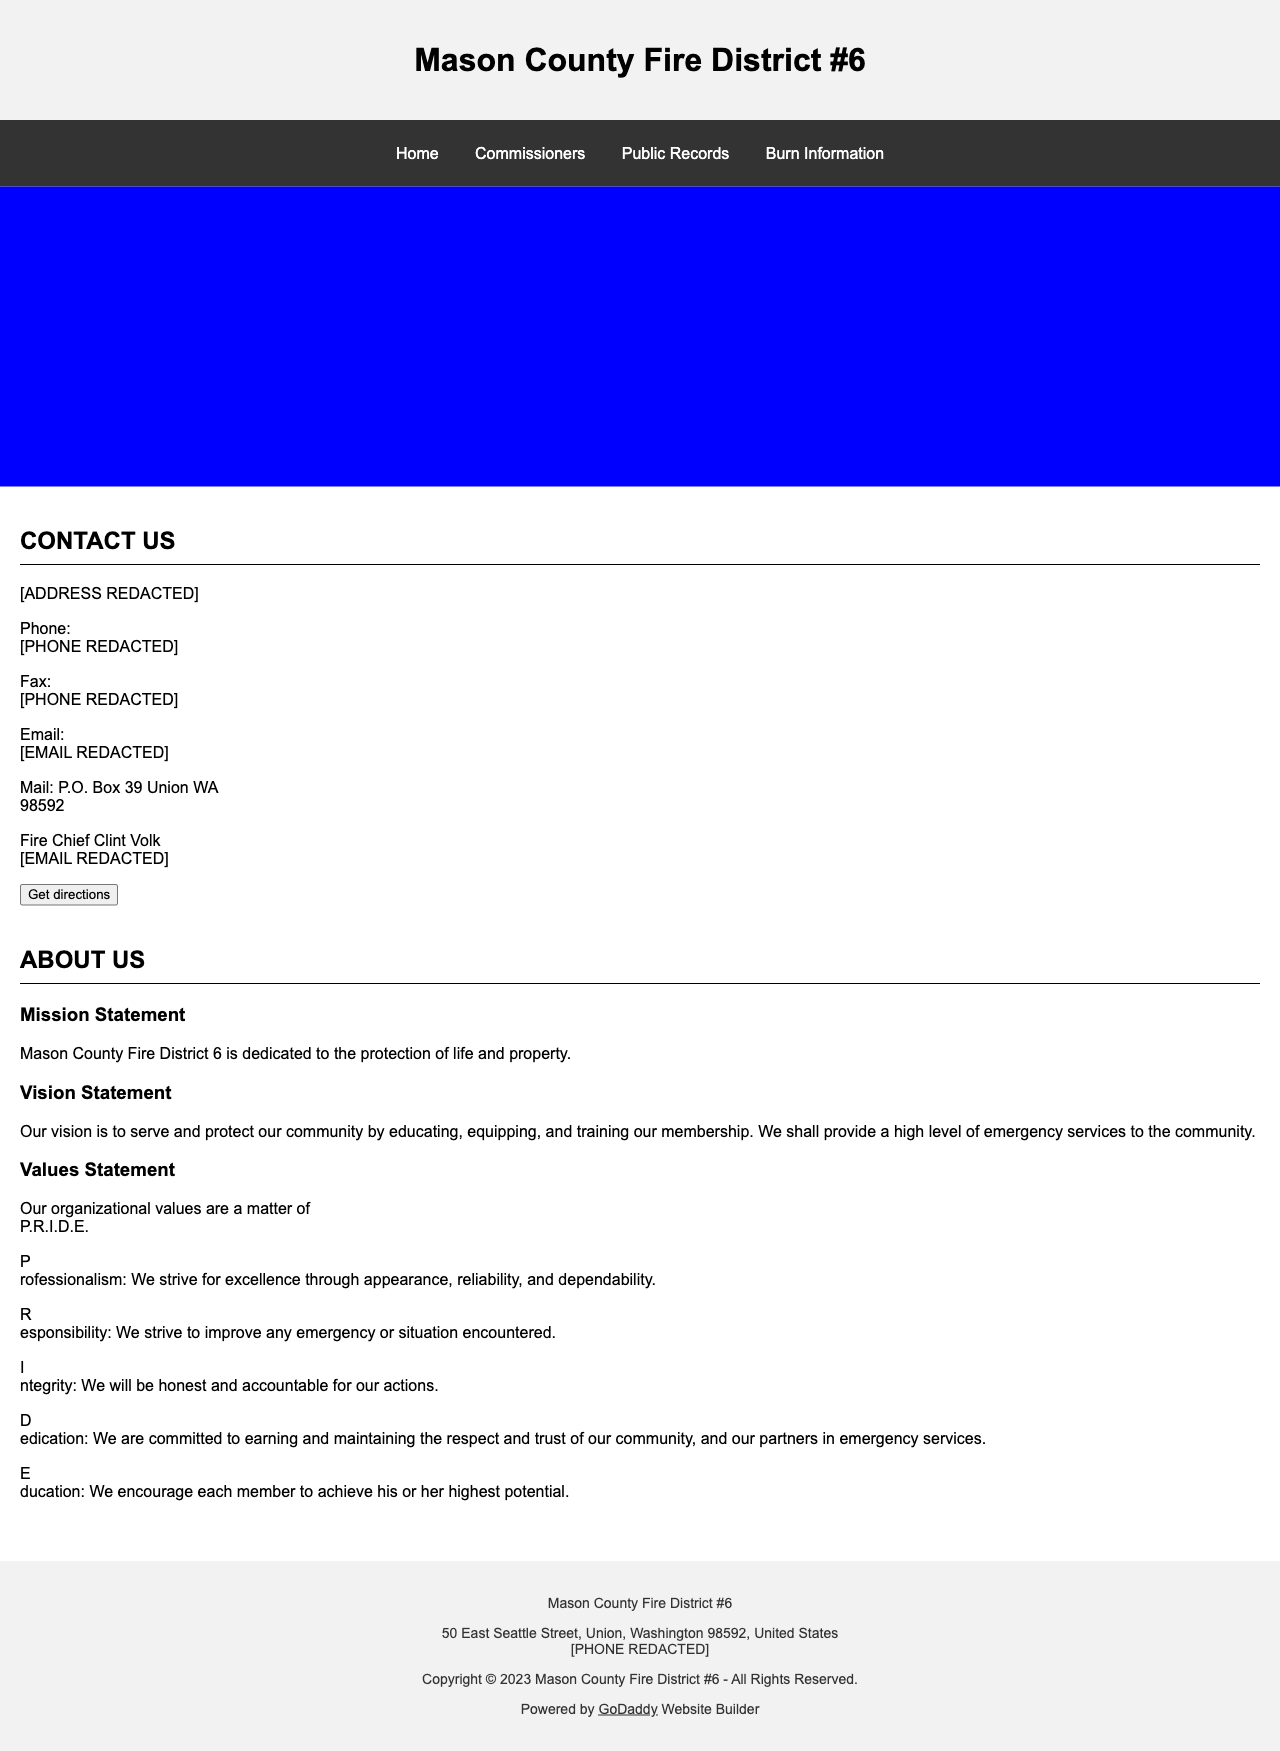 Mason County Fire District #6
Home Commissioners Public Records Burn Information
CONTACT US
[ADDRESS REDACTED]
Phone:
[PHONE REDACTED]
Fax:
[PHONE REDACTED]
Email:
[EMAIL REDACTED]
Mail: P.O. Box 39 Union WA
98592
Fire Chief Clint Volk
[EMAIL REDACTED]
Get directions
ABOUT US
Mission Statement
Mason County Fire District 6 is dedicated to the protection of life and property.
Vision Statement
Our vision is to serve and protect our community by educating, equipping, and training our membership. We shall provide a high level of emergency services to the community.
Values Statement
Our organizational values are a matter of
P.R.I.D.E.
P
rofessionalism: We strive for excellence through appearance, reliability, and dependability.
R
esponsibility: We strive to improve any emergency or situation encountered.
I
ntegrity: We will be honest and accountable for our actions.
D
edication: We are committed to earning and maintaining the respect and trust of our community, and our partners in emergency services.
E
ducation: We encourage each member to achieve his or her highest potential.
Mason County Fire District #6
50 East Seattle Street, Union, Washington 98592, United States
[PHONE REDACTED]
Copyright © 2023 Mason County Fire District #6 - All Rights Reserved.
Powered by GoDaddy Website Builder